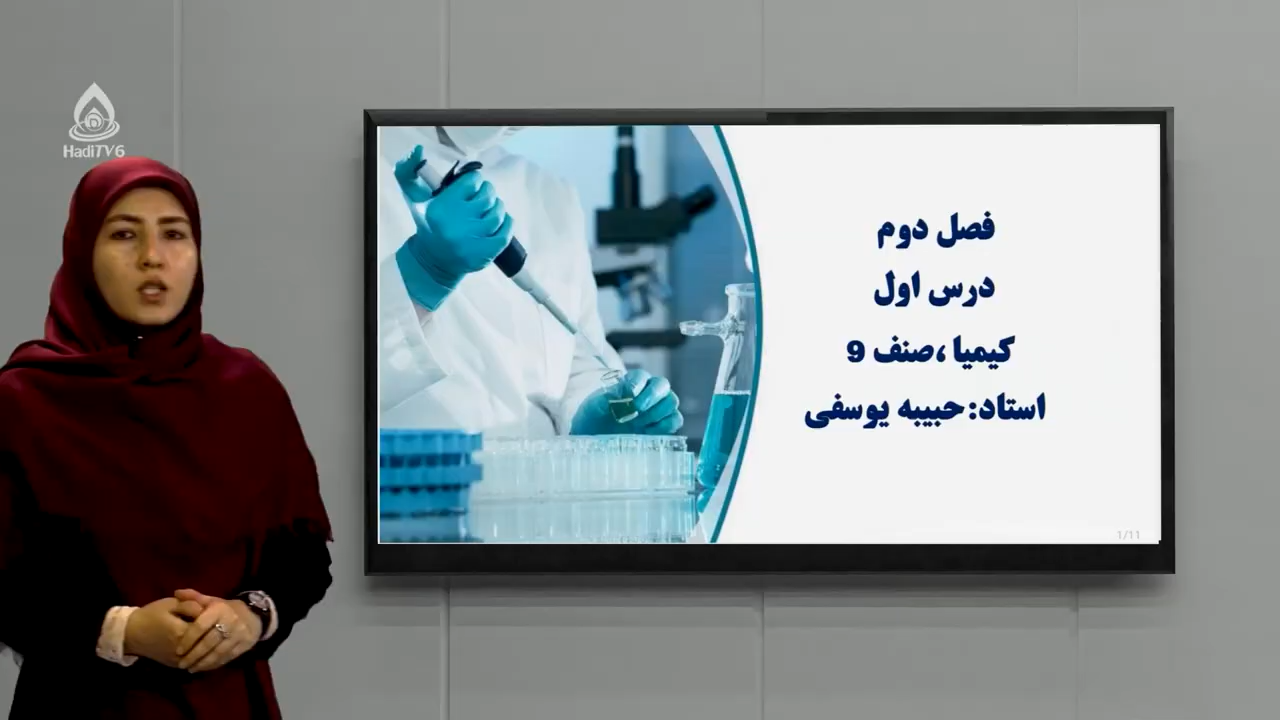 HadiTV6
فصل دوم
درس اول
کیمیا ،صنف 9
استاد:حبیبه یوسفی
1/11